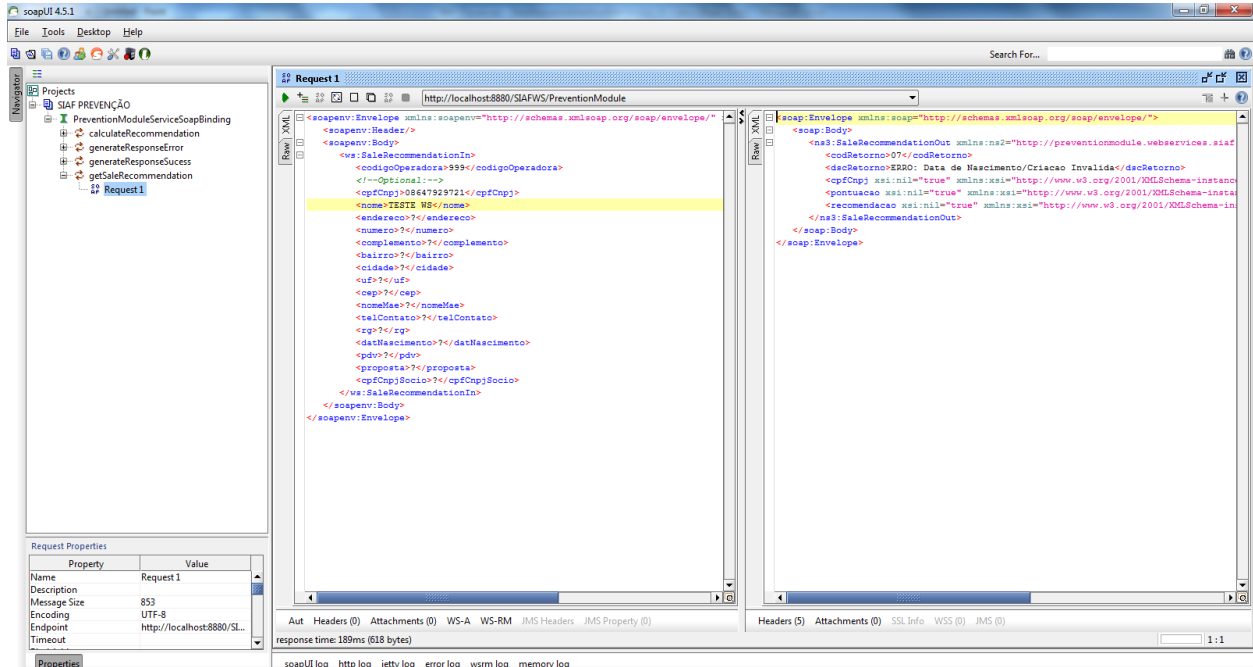 soapUI 4.5.1
File Tools Desktop Help
Search For...
Navigator
Projects
SIAF PREVENÇÃO
PreventionModuleServiceSoapBinding
calculateRecommendation
generateResponseError
generateResponseSucess
getSaleRecommendation
Request 1
Request 1
http://localhost:8880/SIAFWS/PreventionModule
XML
Raw
<soapenv:Envelope xmlns:soapenv="http://schemas.xmlsoap.org/soap/envelope/"
<soapenv:Header/>
<soapenv:Body>
<ws:SaleRecommendationIn>
<codigoOperadora>999</codigoOperadora>
<!--Optional:-->
<cpfCnpj>08647929721</cpfCnpj>
<nome>TESTE WS</nome>
<endereco>?</endereco>
<numero>?</numero>
<complemento>?</complemento>
<bairro>?</bairro>
<cidade>?</cidade>
<uf>?</uf>
<cep>?</cep>
<nomeMae>?</nomeMae>
<telContato>?</telContato>
<rg>?</rg>
<datNascimento>?</datNascimento>
<pdv>?</pdv>
<proposta>?</proposta>
<cpfCnpjSocio>?</cpfCnpjSocio>
</ws:SaleRecommendationIn>
</soapenv:Body>
</soapenv:Envelope>
XML
Raw
<soap:Envelope xmlns:soap="http://schemas.xmlsoap.org/soap/envelope/">
<soap:Body>
<ns3:SaleRecommendationOut xmlns:ns2="http://preventionmodule.webservices.siaf
<codRetorno>07</codRetorno>
<dscRetorno>ERRO: Data de Nascimento/Criacao Invalida</dscRetorno>
<cpfCnpj xsi:nil="true" xmlns:xsi="http://www.w3.org/2001/XMLSchema-instance
<pontuacao xsi:nil="true" xmlns:xsi="http://www.w3.org/2001/XMLSchema-instan
<recomendacao xsi:nil="true" xmlns:xsi="http://www.w3.org/2001/XMLSchema-in
</ns3:SaleRecommendationOut>
</soap:Body>
</soap:Envelope>
Aut Headers (0) Attachments (0) WS-A WS-RM JMS Headers JMS Property (0)
Headers (5) Attachments (0) SSL Info WSS (0) JMS (0)
response time: 189ms (618 bytes)
1 : 1
Request Properties
Property Value
Name Request 1
Description
Message Size 853
Encoding UTF-8
Endpoint http://localhost:8880/SI...
Timeout
Properties
soapUI log http log jetty log error log wsrm log memory log